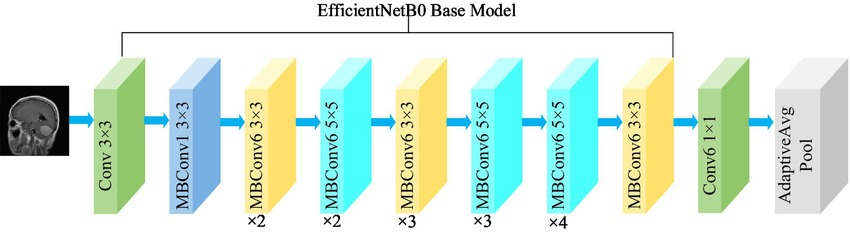 EfficientNetB0 Base Model
Conv 3×3
MBConv1 3×3
MBConv6 3×3
×2
MBConv6 5×5
×2
MBConv6 3×3
×3
MBConv6 5×5
×3
MBConv6 5×5
×4
MBConv6 3×3
Conv6 1×1
AdaptiveAvg
Pool